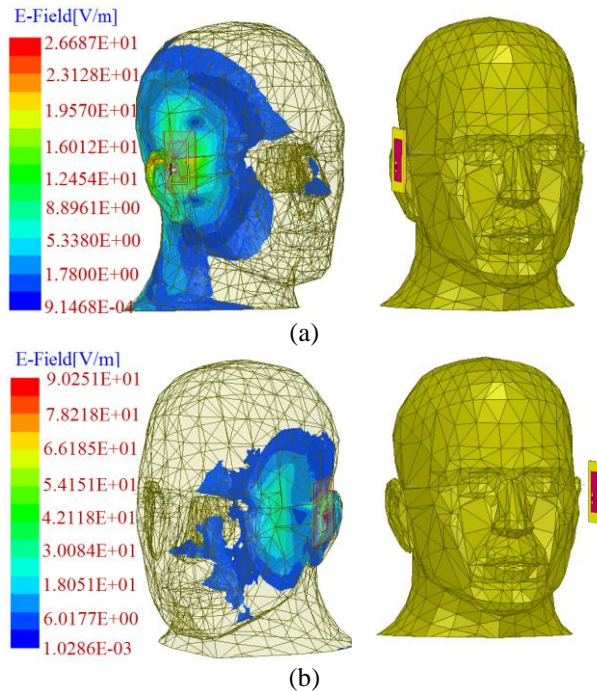 E-Field[V/m]
2.6687E+01
2.3128E+01
1.9570E+01
1.6012E+01
1.2454E+01
8.8961E+00
5.3380E+00
1.7800E+00
9.1468E-04
(a)
E-Field[V/m]
9.0251E+01
7.8218E+01
6.6185E+01
5.4151E+01
4.2118E+01
3.0084E+01
1.8051E+01
6.0177E+00
1.0286E-03
(b)